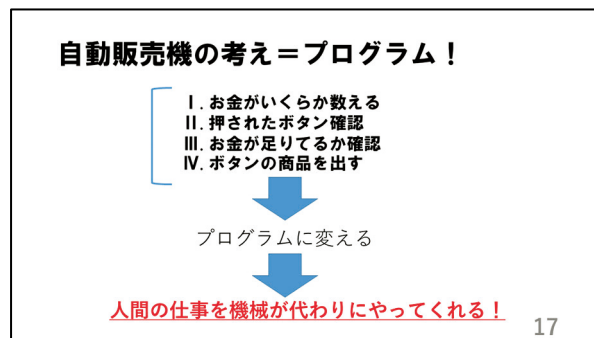 自動販売機の考え＝プログラム！
Ⅰ. お金がいくらか数える
Ⅱ. 押されたボタン確認
Ⅲ. お金が足りてるか確認
Ⅳ. ボタンの商品を出す
プログラムに変える
人間の仕事を機械が代わりにやってくれる！
17